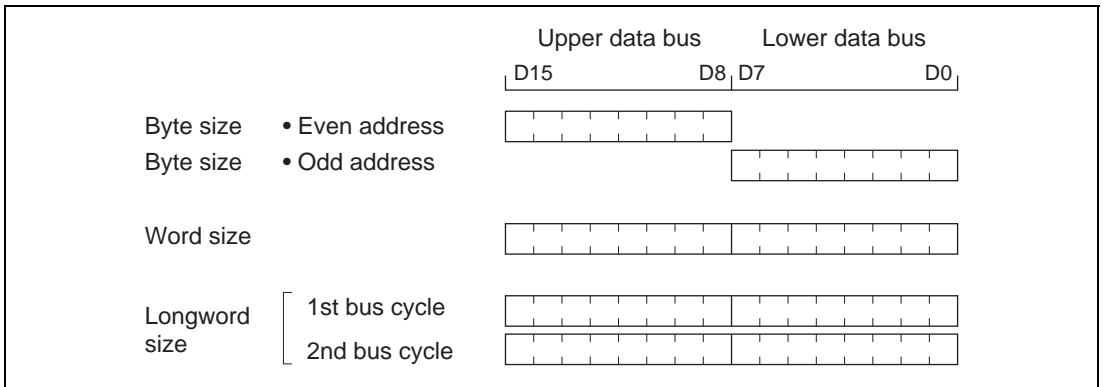 Upper data bus Lower data bus
D15 D8 D7 D0
Byte size • Even address
Byte size • Odd address
Word size
Longword size
1st bus cycle
2nd bus cycle